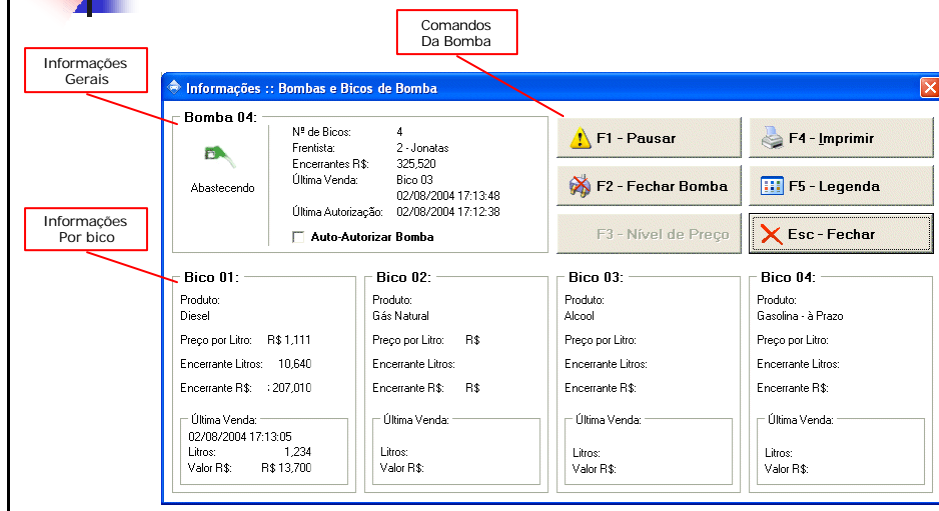 Comandos
Da Bomba
Informações
Gerais
Informações :: Bombas e Bicos de Bomba
Bomba 04:
Abastecendo
Nº de Bicos: 4
Frentista: 2 - Jonatas
Encerrantes R$: 325,520
Última Venda: Bico 03
02/08/2004 17:13:48
Última Autorização: 02/08/2004 17:12:38
Auto-Autorizar Bomba
F1 - Pausar
F4 - Imprimir
F2 - Fechar Bomba
F5 - Legenda
F3 - Nível de Preço
Esc - Fechar
Informações
Por bico
Bico 01:
Produto:
Diesel
Preço por Litro: R$ 1,111
Encerrante Litros: 10,640
Encerrante R$: : 207,010
Última Venda:
02/08/2004 17:13:05
Litros: 1,234
Valor R$: R$ 13,700
Bico 02:
Produto:
Gás Natural
Preço por Litro: R$
Encerrante Litros:
Encerrante R$: R$
Última Venda:
Litros:
Valor R$:
Bico 03:
Produto:
Alcool
Preço por Litro:
Encerrante Litros:
Encerrante R$:
Última Venda:
Litros:
Valor R$:
Bico 04:
Produto:
Gasolina - à Prazo
Preço por Litro:
Encerrante Litros:
Encerrante R$:
Última Venda:
Litros:
Valor R$: